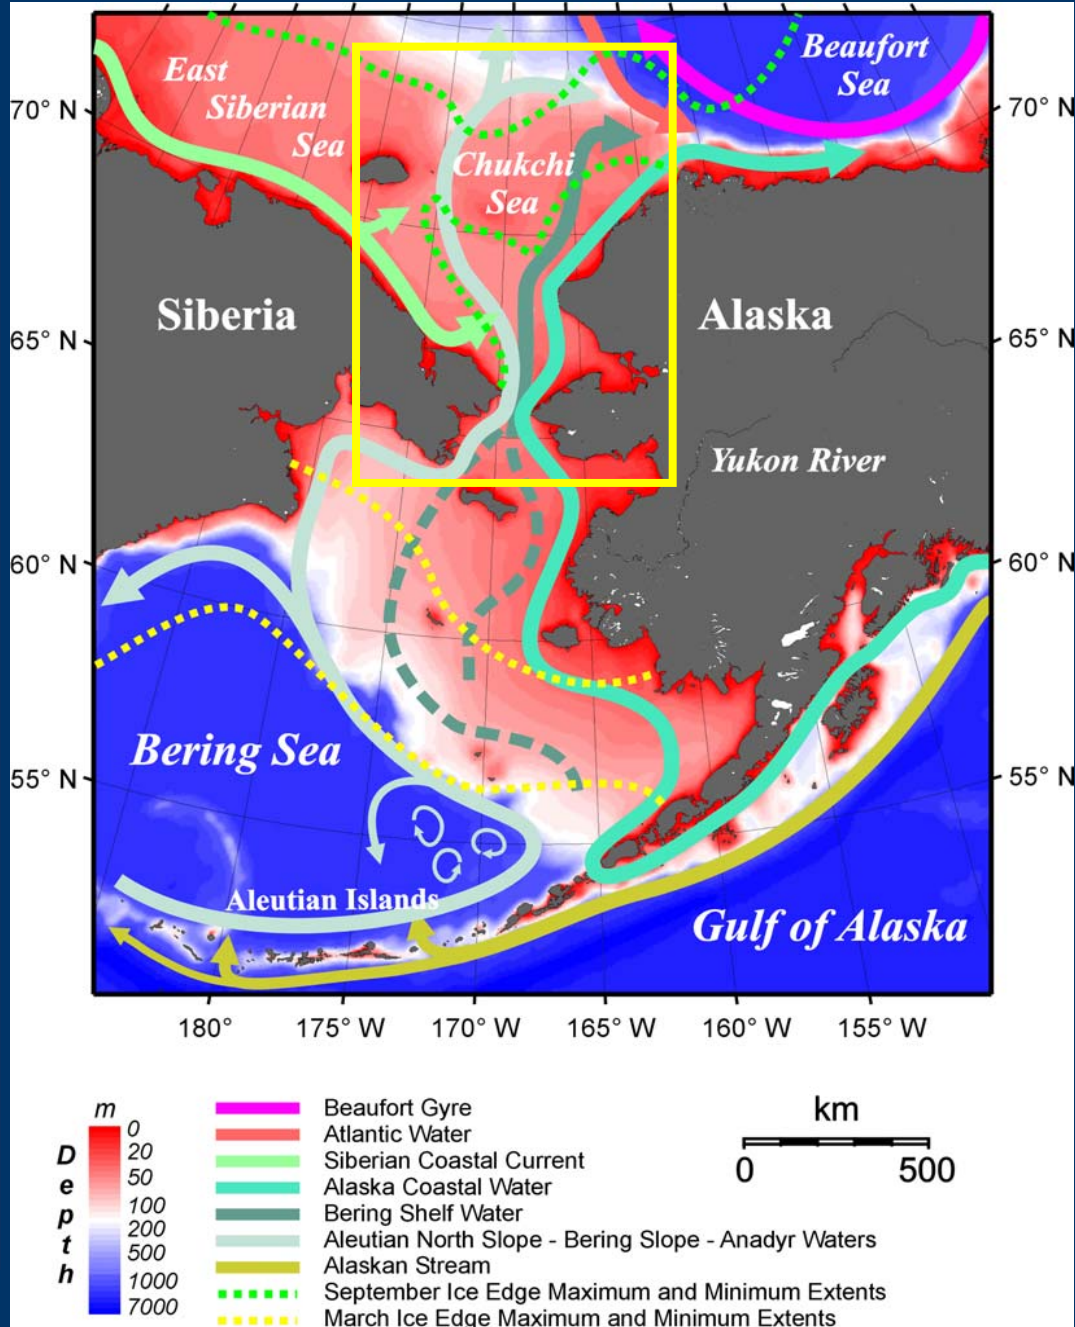 East
Siberian
Sea
Beaufort
Sea
70° N
70° N
Chukchi
Sea
Siberia
Alaska
65° N
65° N
Yukon River
60° N
60° N
Bering Sea
55° N
55° N
Aleutian Islands
Gulf of Alaska
180°
175° W
170° W
165° W
160° W
155° W
m
Depth
0
20
50
100
200
500
1000
7000
Beaufort Gyre
Atlantic Water
Siberian Coastal Current
Alaska Coastal Water
Bering Shelf Water
Aleutian North Slope - Bering Slope - Anadyr Waters
Alaskan Stream
September Ice Edge Maximum and Minimum Extents
March Ice Edge Maximum and Minimum Extents
km
0 500